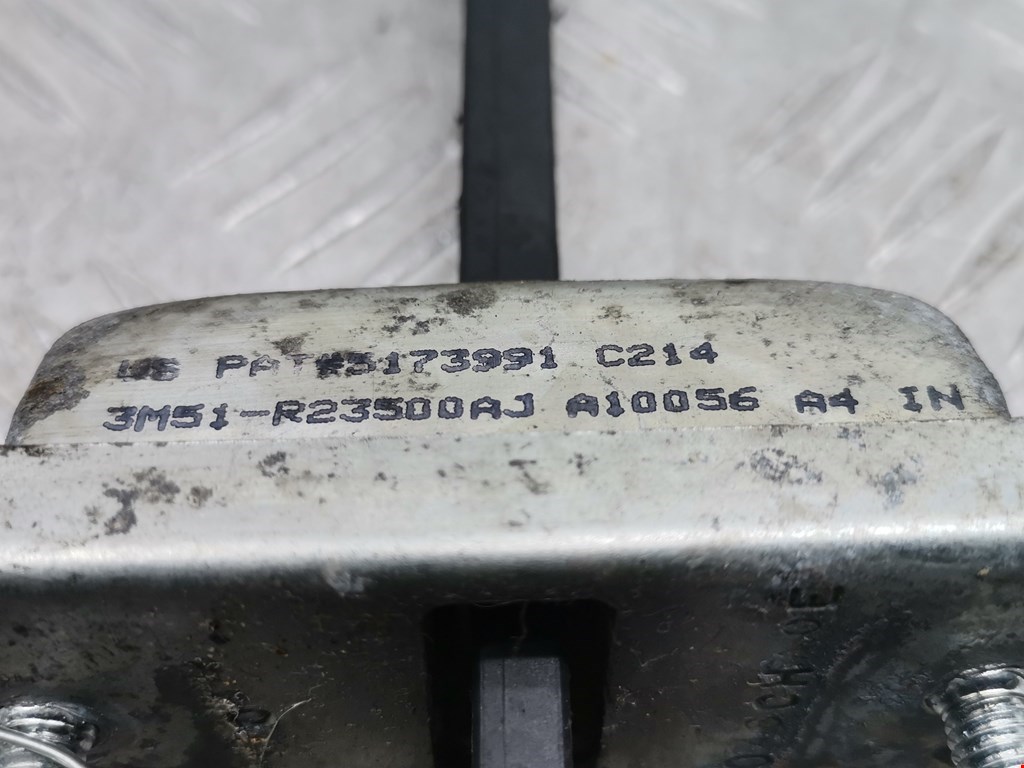 US PAT#5173991 C214
3M51-R23500AJ A10056 A4 IN